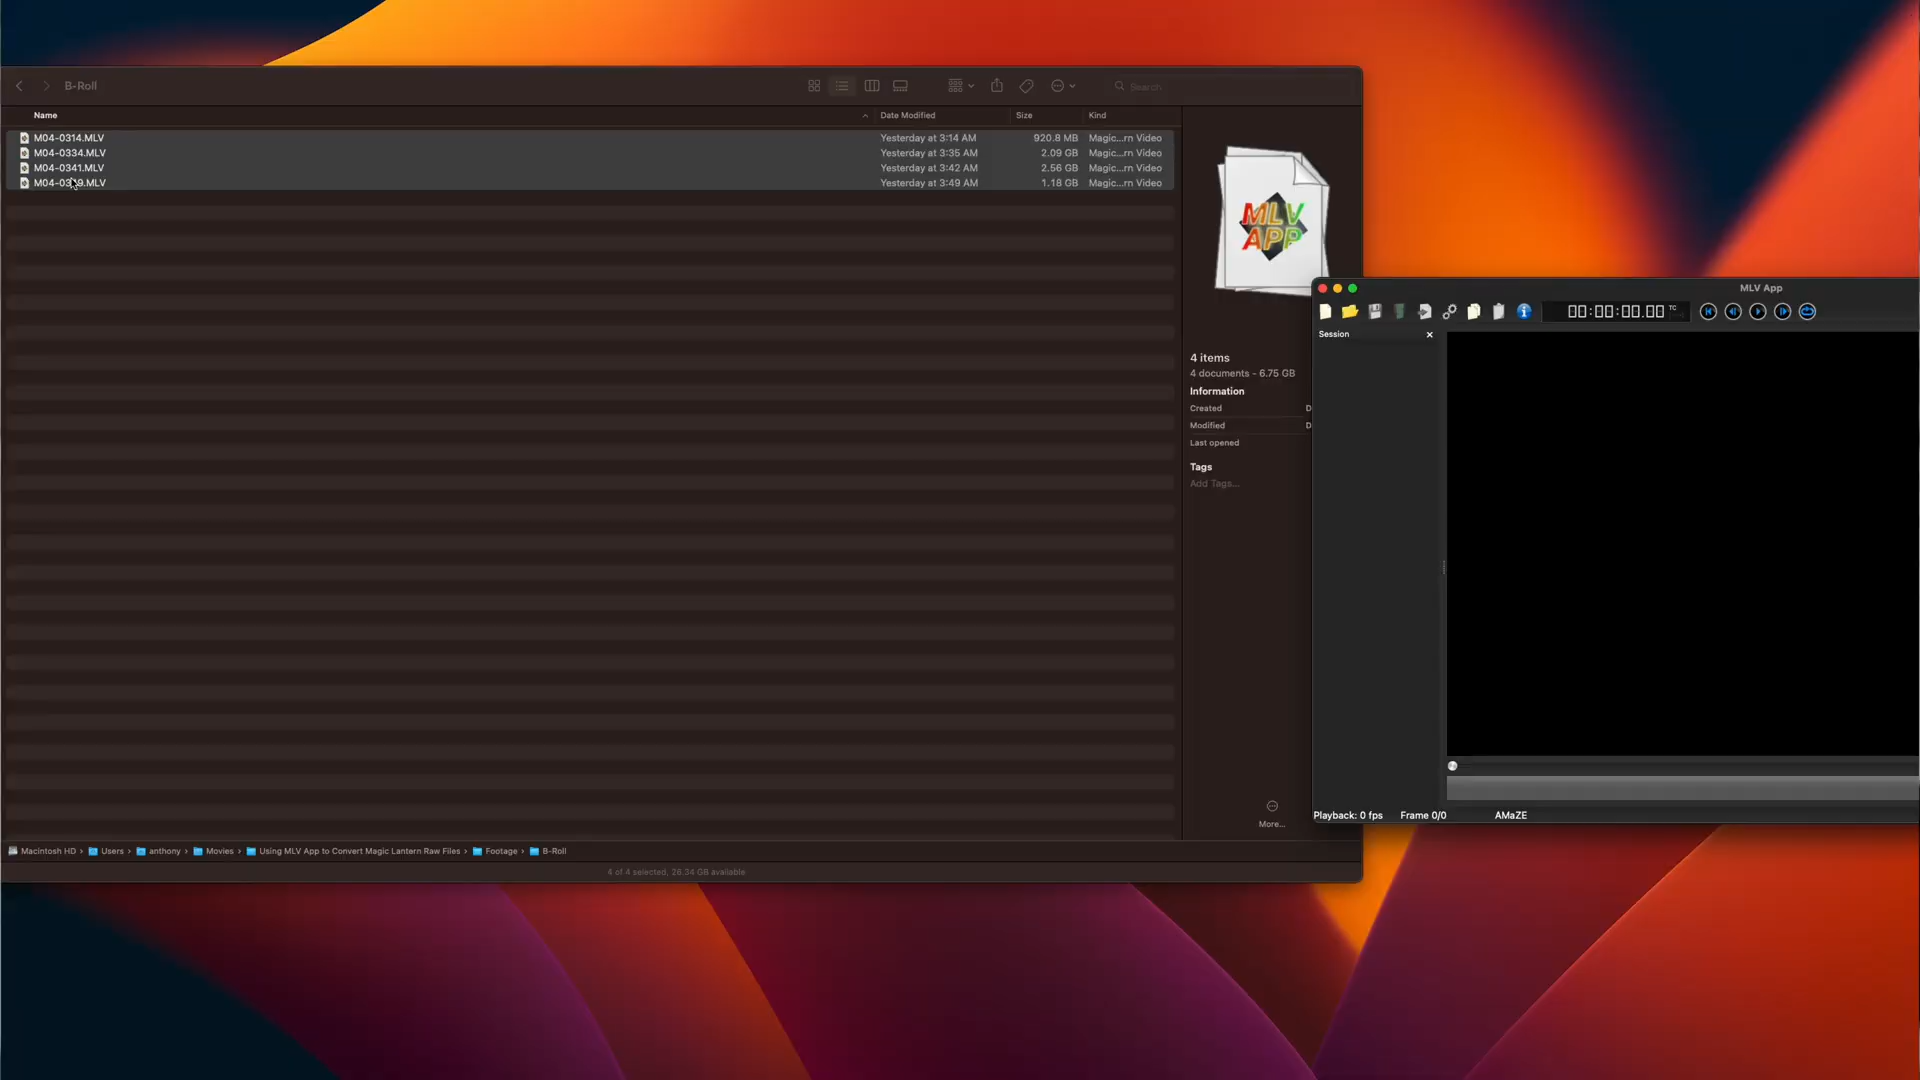 B-Roll
Search
Name
Date Modified
Size
Kind
M04-0314.MLV
Yesterday at 3:14 AM
920.8 MB
Magic...rn Video
M04-0334.MLV
Yesterday at 3:35 AM
2.09 GB
Magic...rn Video
M04-0341.MLV
Yesterday at 3:42 AM
2.56 GB
Magic...rn Video
Yesterday at 3:49 AM
1.18 GB
Magic...rn Video
MLV
APP
4 items
4 documents - 6.75 GB
Information
Created
D
Modified
D
Last opened
Tags
Add Tags...
More...
MLV App
00:00:00.00
TC
Session
Playback: 0 fps
Frame 0/0
AMaZE
Macintosh HD › Users › anthony › Movies › Using MLV App to Convert Magic Lantern Raw Files › Footage › B-Roll
4 of 4 selected, 26.34 GB available